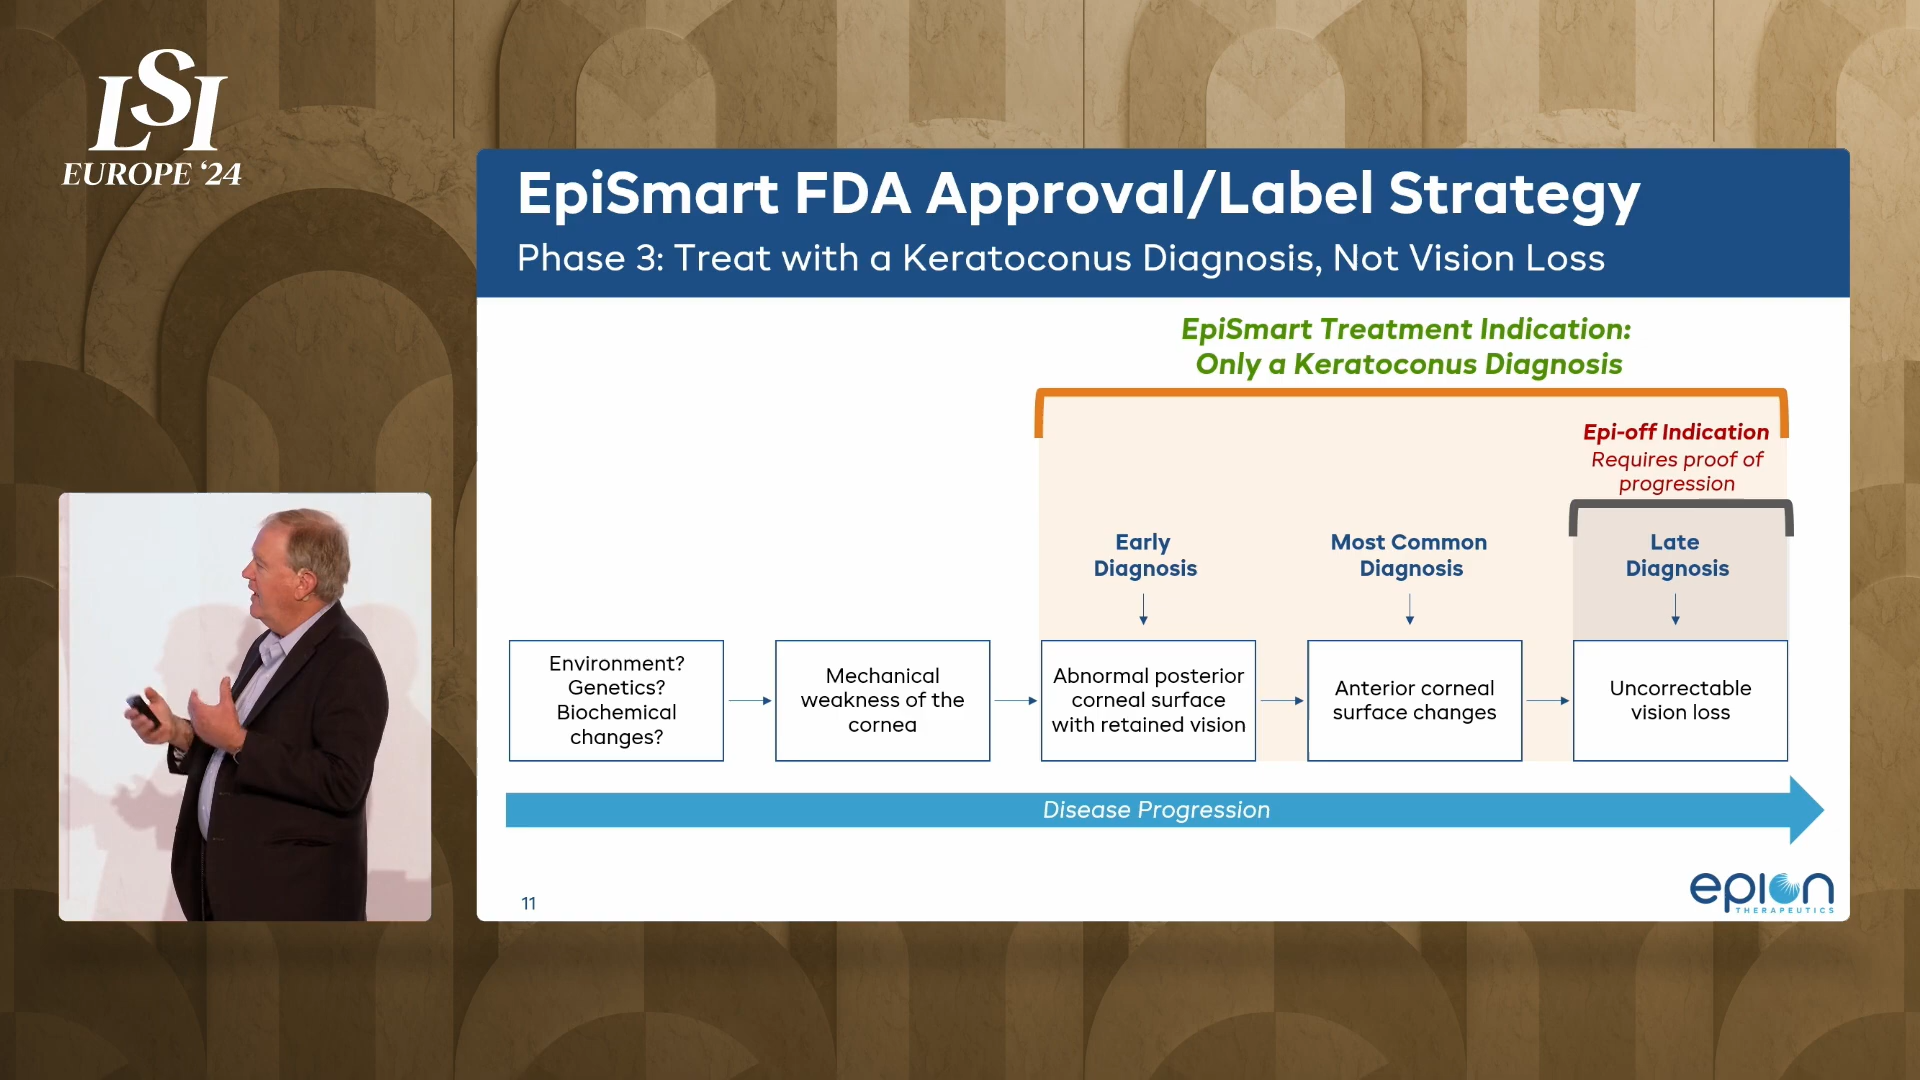 LSI
EUROPE ‘24
EpiSmart FDA Approval/Label Strategy
Phase 3: Treat with a Keratoconus Diagnosis, Not Vision Loss
EpiSmart Treatment Indication:
Only a Keratoconus Diagnosis
Epi-off Indication
Requires proof of
progression
Early
Diagnosis
Most Common
Diagnosis
Late
Diagnosis
Environment?
Genetics?
Biochemical
changes?
Mechanical
weakness of the
cornea
Abnormal posterior
corneal surface
with retained vision
Anterior corneal
surface changes
Uncorrectable
vision loss
Disease Progression
11
epion
THERAPEUTICS